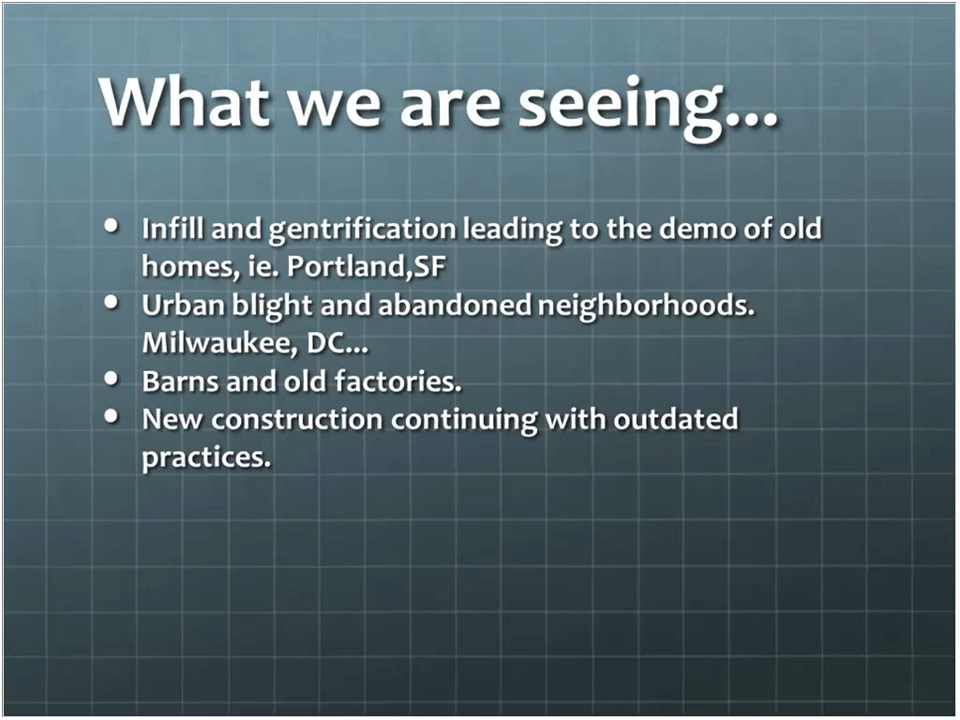 What we are seeing...
• Infill and gentrification leading to the demo of old
homes, ie. Portland,SF
• Urban blight and abandoned neighborhoods.
Milwaukee, DC...
• Barns and old factories.
• New construction continuing with outdated
practices.